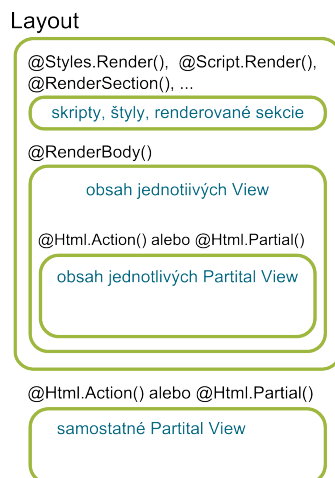 Layout
@Styles.Render(), @Script.Render(),
@RenderSection(), ...
skripty, štyly, renderované sekcie
@RenderBody()
obsah jednotiivých View
@Html.Action() alebo @Html.Partial()
obsah jednotlivých Partital View
@Html.Action() alebo @Html.Partial()
samostatné Partital View